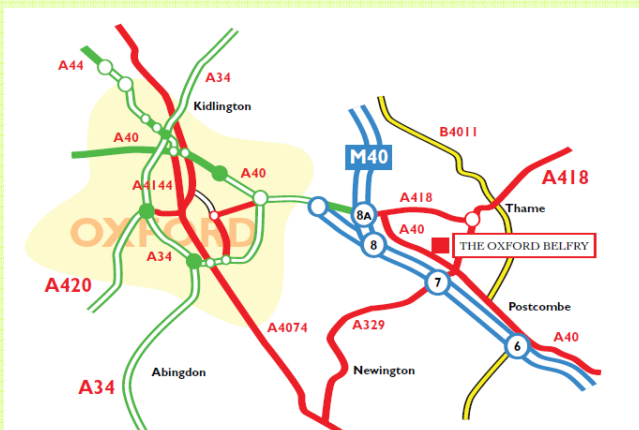 A44
A34
Kidlington
B4011
A40
M40
A418
A4144
A40
A418
Thame
8A
A40
OXFORD
8
THE OXFORD BELFRY
A34
A420
7
Postcombe
A4074
A329
A40
6
Abingdon
Newington
A34